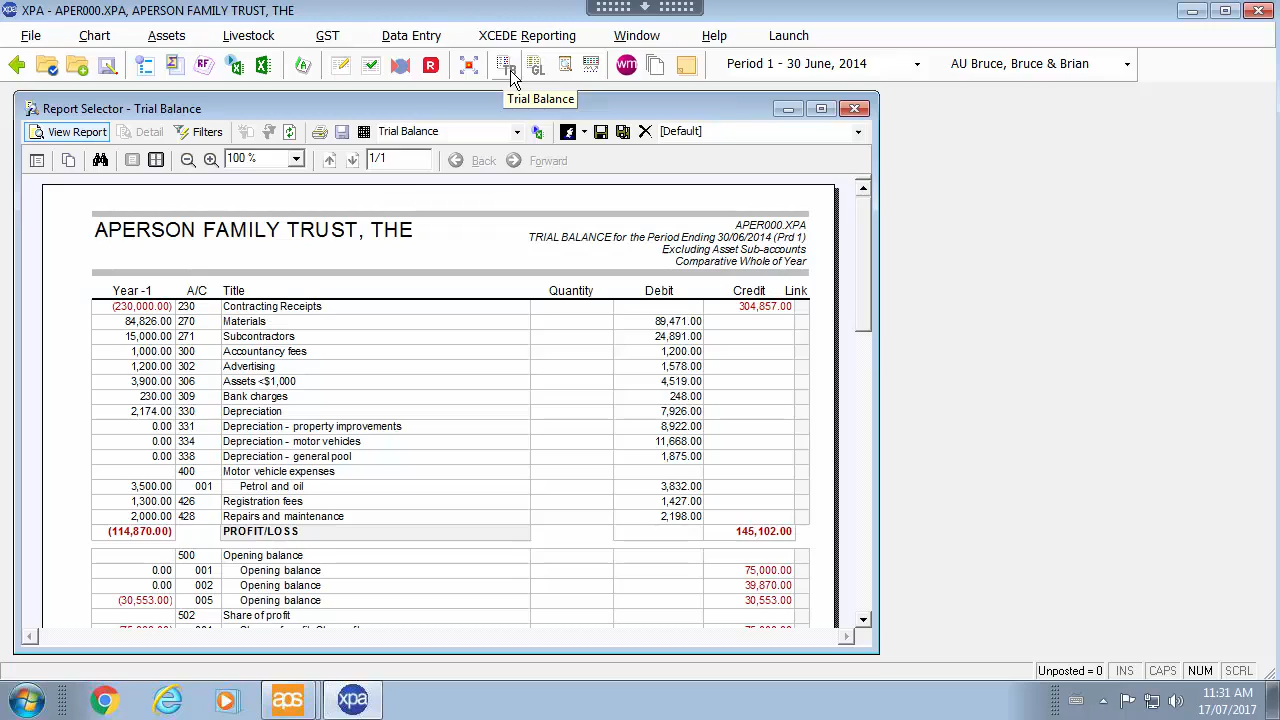 XPA - APER000.XPA, APERSON FAMILY TRUST, THE
File Chart Assets Livestock GST Data Entry XCEDE Reporting Window Help Launch
RF R TR GL wm Period 1 - 30 June, 2014 AU Bruce, Bruce & Brian
Trial Balance
Report Selector - Trial Balance
View Report Detail Filters Trial Balance [Default]
100 % 1/1 Back Forward
APERSON FAMILY TRUST, THE
APER000.XPA
TRIAL BALANCE for the Period Ending 30/06/2014 (Prd 1)
Excluding Asset Sub-accounts
Comparative Whole of Year
Year -1 A/C Title Quantity Debit Credit Link
(230,000.00) 230 Contracting Receipts 304,857.00
84,826.00 270 Materials 89,471.00
15,000.00 271 Subcontractors 24,891.00
1,000.00 300 Accountancy fees 1,200.00
1,200.00 302 Advertising 1,578.00
3,900.00 306 Assets <$1,000 4,519.00
230.00 309 Bank charges 248.00
2,174.00 330 Depreciation 7,926.00
0.00 331 Depreciation - property improvements 8,922.00
0.00 334 Depreciation - motor vehicles 11,668.00
0.00 338 Depreciation - general pool 1,875.00
400 Motor vehicle expenses
3,500.00 001 Petrol and oil 3,832.00
1,300.00 426 Registration fees 1,427.00
2,000.00 428 Repairs and maintenance 2,198.00
(114,870.00) PROFIT/LOSS 145,102.00
500 Opening balance
0.00 001 Opening balance 75,000.00
0.00 002 Opening balance 39,870.00
(30,553.00) 005 Opening balance 30,553.00
502 Share of profit
Unposted = 0 INS CAPS NUM SCRL
aps xpa 11:31 AM
17/07/2017